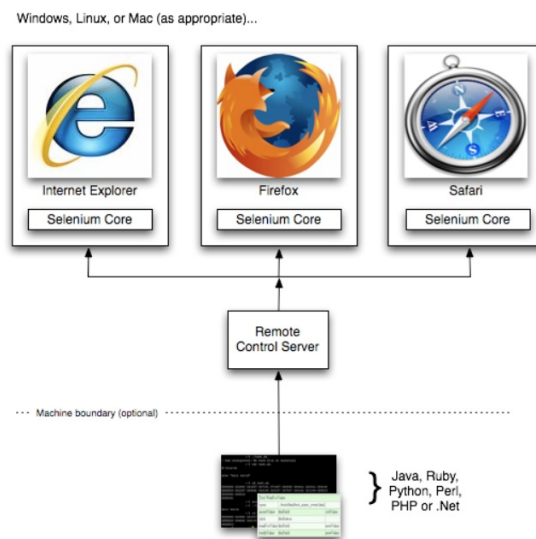 Windows, Linux, or Mac (as appropriate)...
Internet Explorer
Firefox
Safari
Selenium Core
Selenium Core
Selenium Core
Remote
Control Server
Machine boundary (optional)
Java, Ruby,
Python, Perl,
PHP or .Net